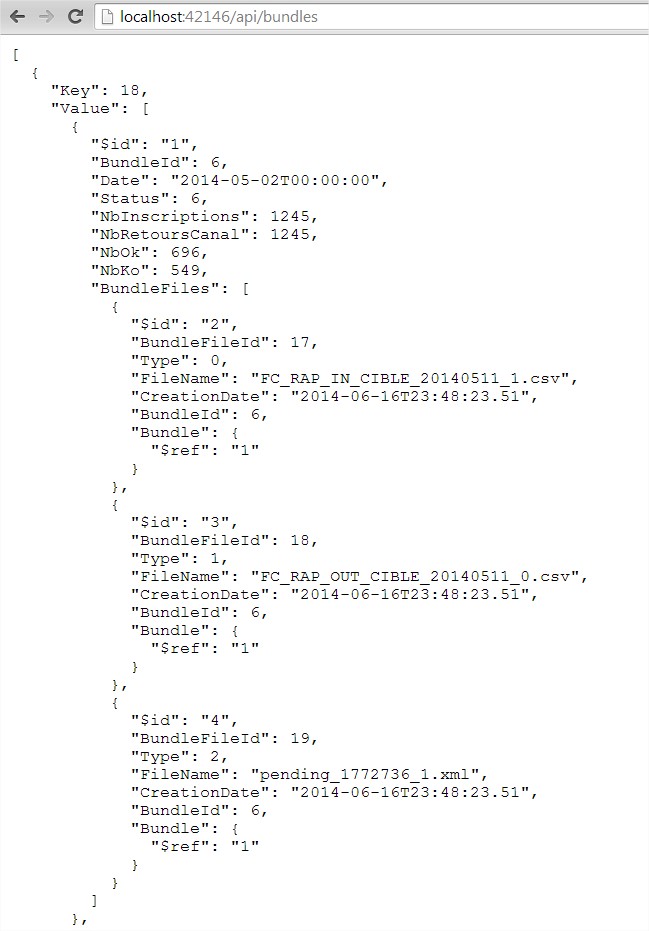 localhost:42146/api/bundles
[
{
"Key": 18,
"Value": [
{
"$id": "1",
"BundleId": 6,
"Date": "2014-05-02T00:00:00",
"Status": 6,
"NbInscriptions": 1245,
"NbRetoursCanal": 1245,
"NbOk": 696,
"NbKo": 549,
"BundleFiles": [
{
"$id": "2",
"BundleFileId": 17,
"Type": 0,
"FileName": "FC_RAP_IN_CIBLE_20140511_1.csv",
"CreationDate": "2014-06-16T23:48:23.51",
"BundleId": 6,
"Bundle": {
"$ref": "1"
}
},
{
"$id": "3",
"BundleFileId": 18,
"Type": 1,
"FileName": "FC_RAP_OUT_CIBLE_20140511_0.csv",
"CreationDate": "2014-06-16T23:48:23.51",
"BundleId": 6,
"Bundle": {
"$ref": "1"
}
},
{
"$id": "4",
"BundleFileId": 19,
"Type": 2,
"FileName": "pending_1772736_1.xml",
"CreationDate": "2014-06-16T23:48:23.51",
"BundleId": 6,
"Bundle": {
"$ref": "1"
}
}
]
},